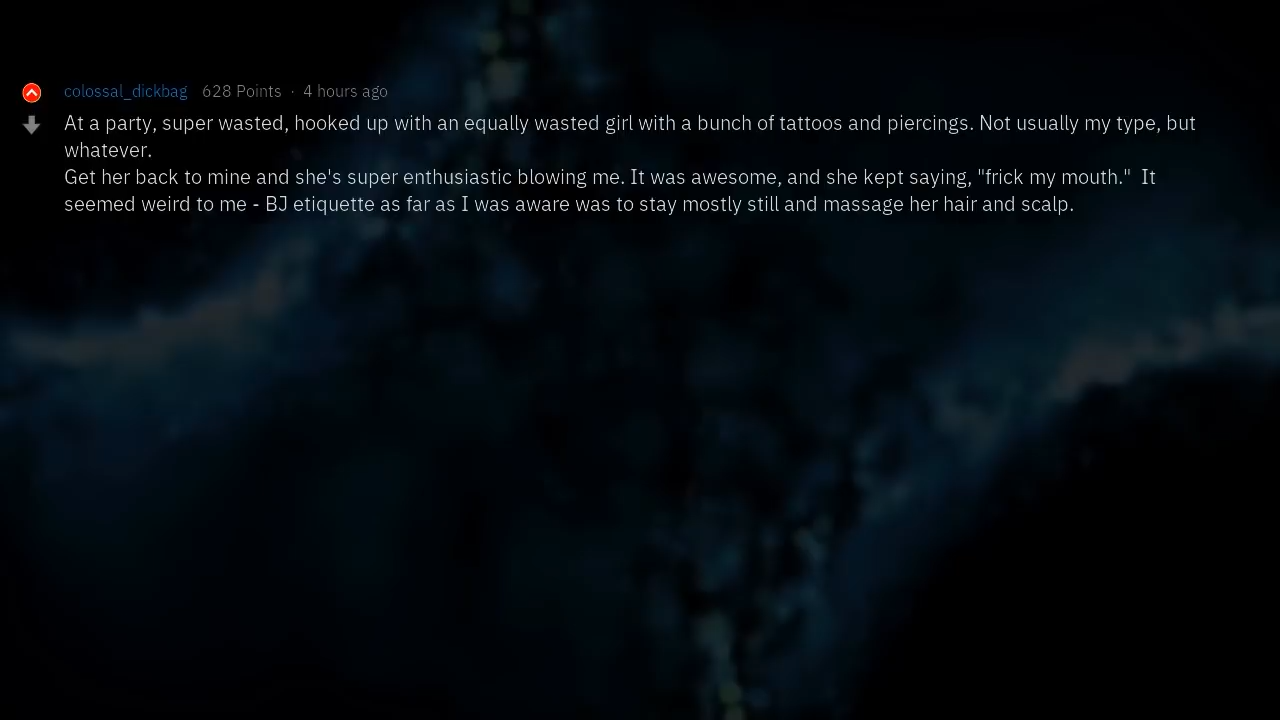 colossal_dickbag 628 Points · 4 hours ago
At a party, super wasted, hooked up with an equally wasted girl with a bunch of tattoos and piercings. Not usually my type, but
whatever.
Get her back to mine and she's super enthusiastic blowing me. It was awesome, and she kept saying, "frick my mouth."  It
seemed weird to me - BJ etiquette as far as I was aware was to stay mostly still and massage her hair and scalp.